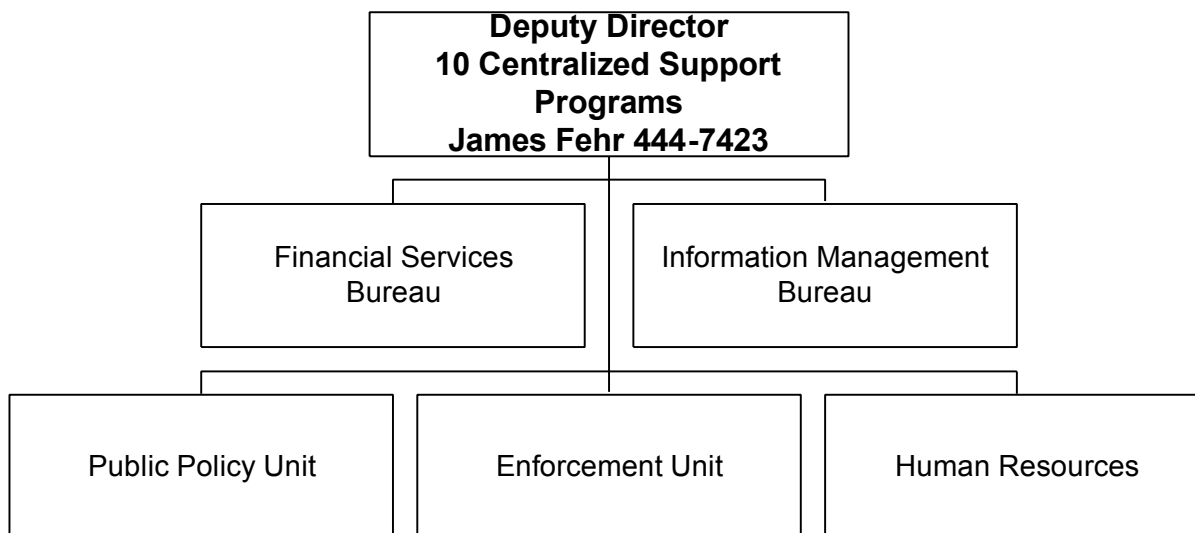 Deputy Director
10 Centralized Support
Programs
James Fehr 444-7423
Financial Services
Bureau
Information Management
Bureau
Public Policy Unit
Enforcement Unit
Human Resources